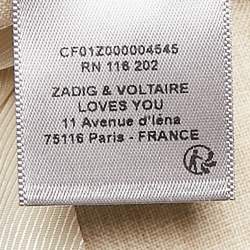 CF01Z000004545
RN 116 202
ZADIG & VOLTAIRE
LOVES YOU
11 Avenue d'Iéna
75116 Paris - FRANCE